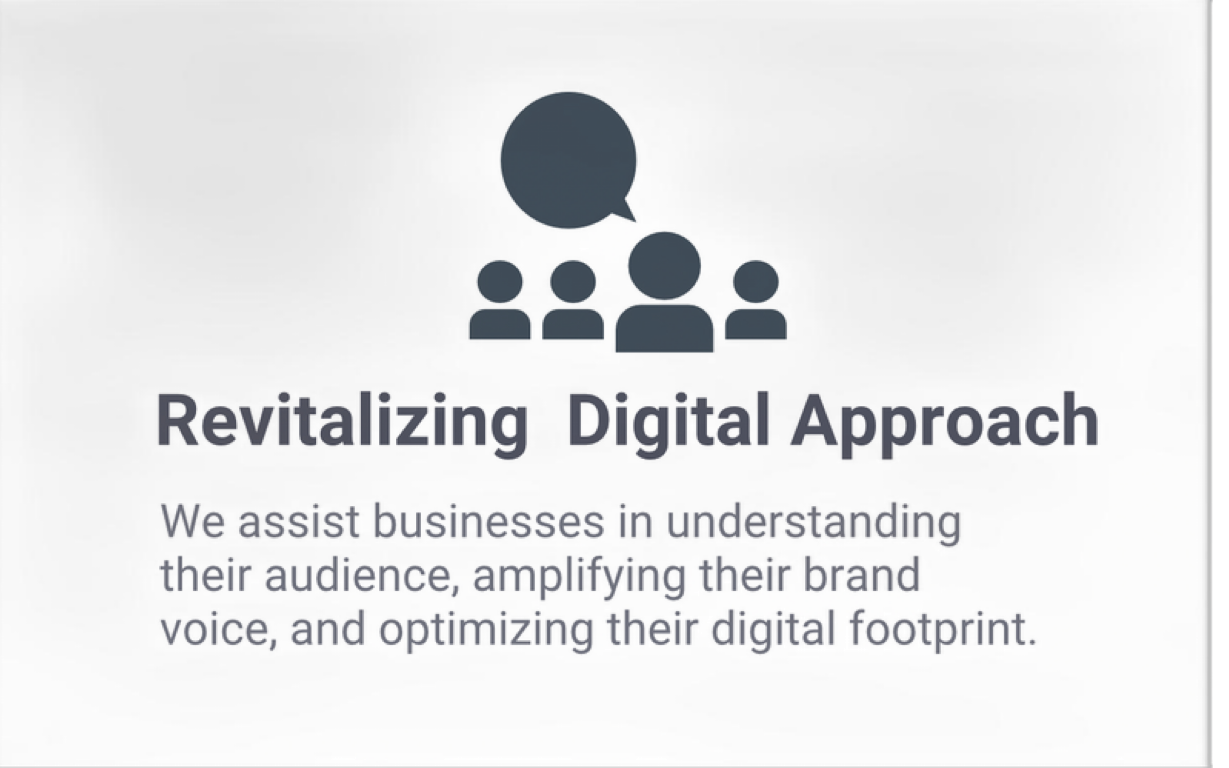 Revitalizing  Digital Approach
We assist businesses in understanding
their audience, amplifying their brand
voice, and optimizing their digital footprint.